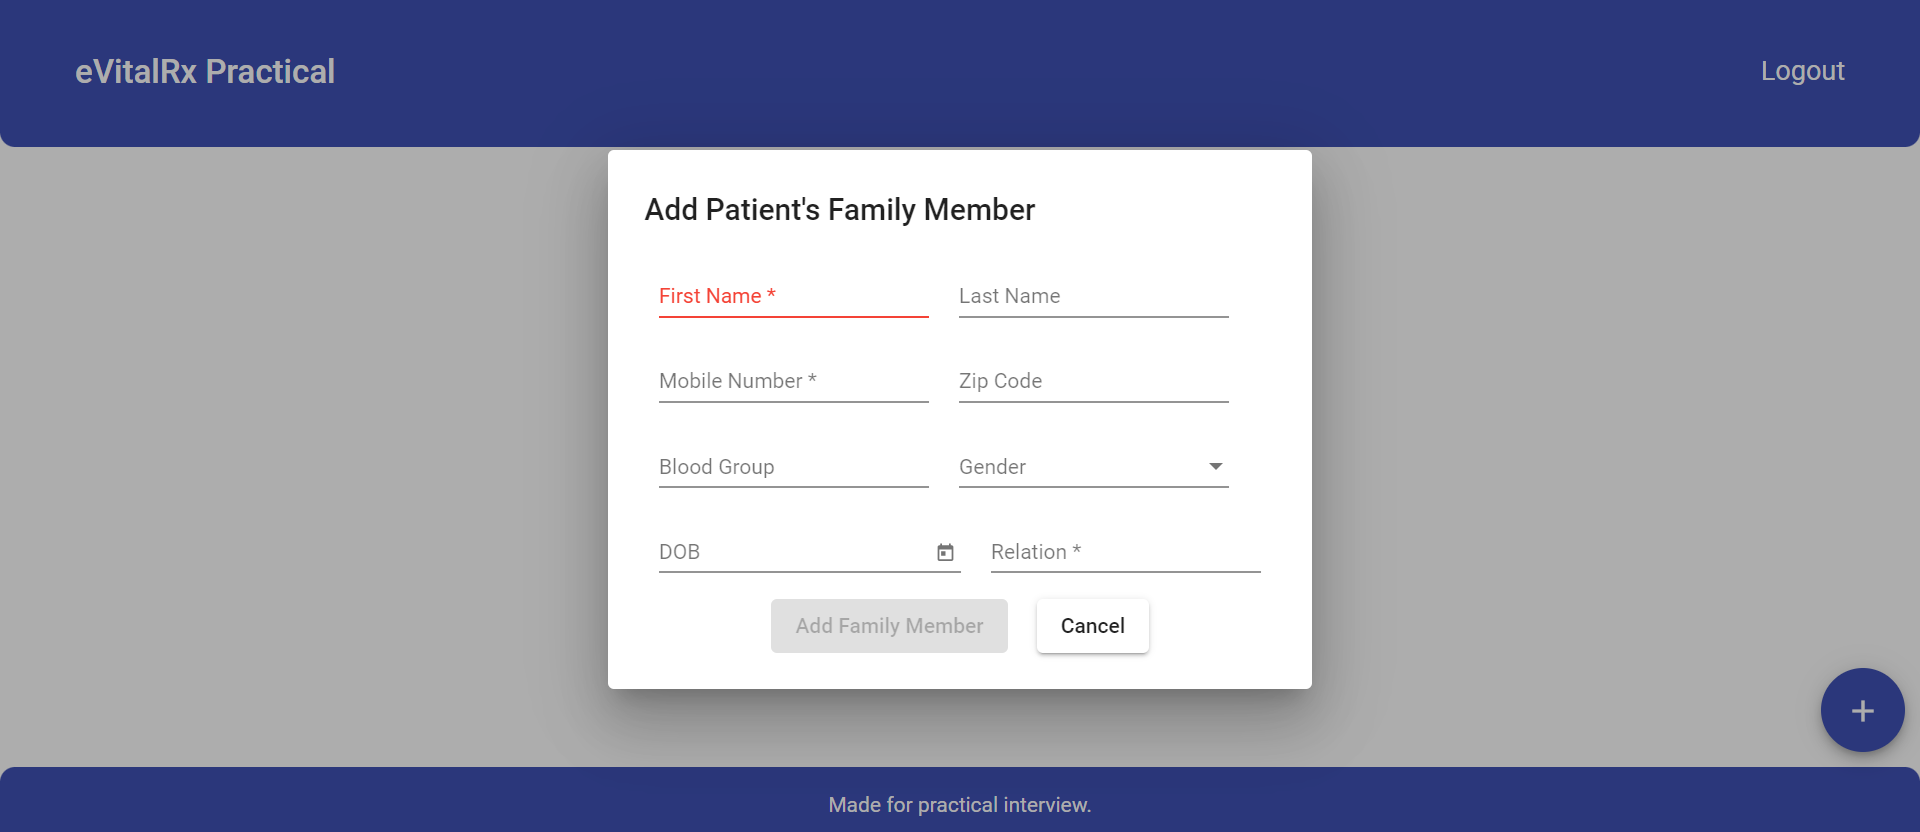 eVitalRx Practical
Logout
Add Patient's Family Member
First Name *
Last Name
Mobile Number *
Zip Code
Blood Group
Gender
DOB
Relation *
Add Family Member
Cancel
+
Made for practical interview.